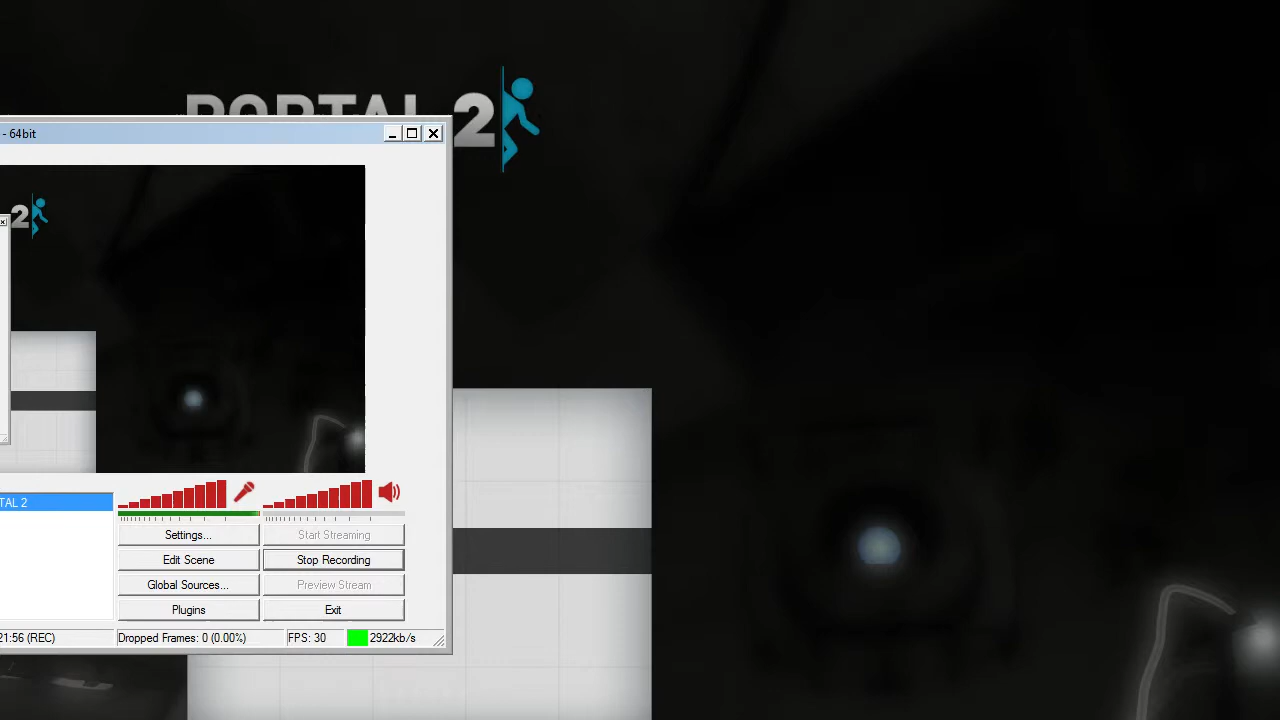 PORTAL 2
- 64bit
2
TAL 2
Settings...
Start Streaming
Edit Scene
Stop Recording
Global Sources...
Preview Stream
Plugins
Exit
21:56 (REC)
Dropped Frames: 0 (0.00%)
FPS: 30
2922kb/s